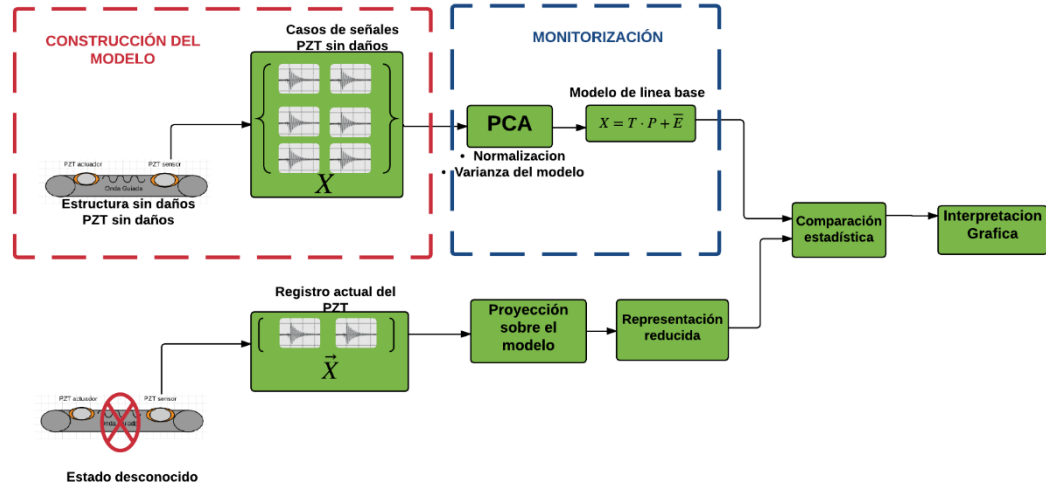 CONSTRUCCIÓN DEL
MODELO
Casos de señales
PZT sin daños
X
PZT actuador
PZT sensor
Onda Guiada
Estructura sin daños
PZT sin daños
MONITORIZACIÓN
PCA
• Normalizacion
• Varianza del modelo
Modelo de linea base
X = T · P + E̅
Comparación
estadística
Interpretacion
Grafica
Registro actual del
PZT
X⃗
Proyección
sobre el
modelo
Representación
reducida
PZT actuador
PZT sensor
Estado desconocido